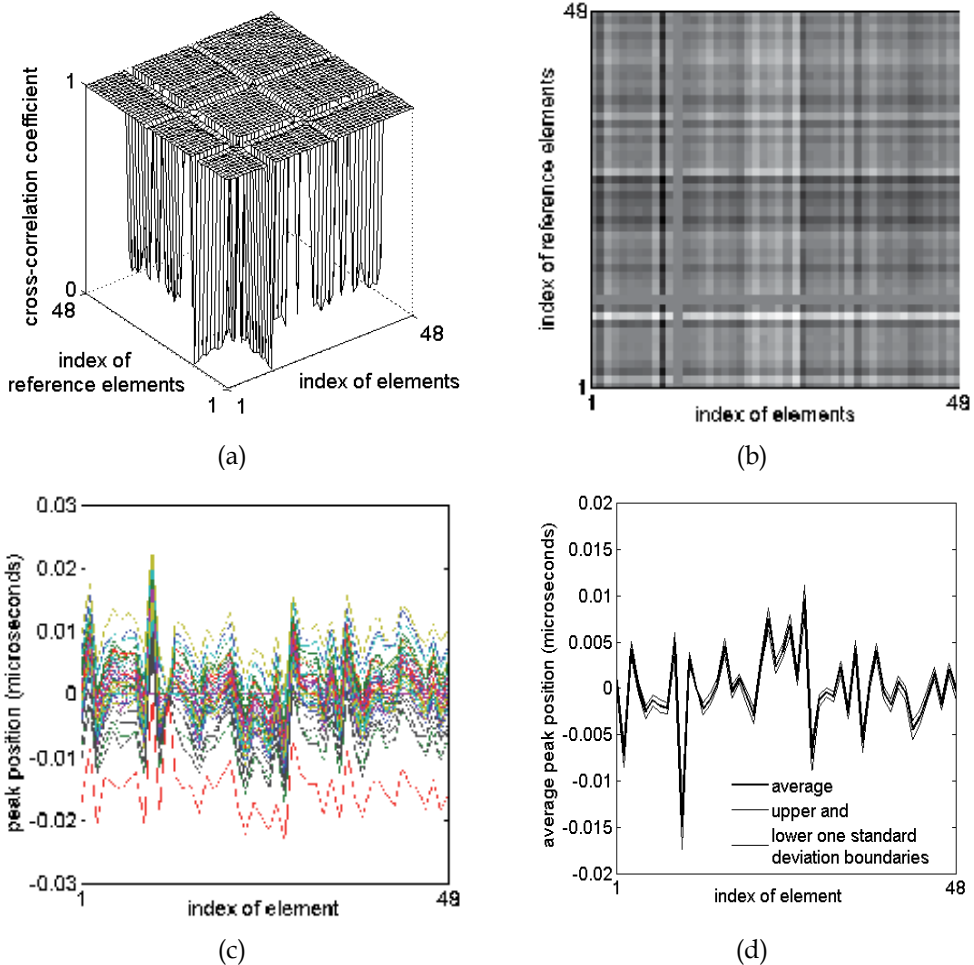 1
cross-correlation coefficient
0
48
index of
reference elements
1
1
index of elements
48
(a)
48
index of reference elements
1
1
index of elements
48
(b)
0.03
0.02
0.01
0
-0.01
-0.02
-0.03
peak position (microseconds)
1
index of element
48
(c)
0.02
0.015
0.01
0.005
0
-0.005
-0.01
-0.015
-0.02
average peak position (microseconds)
average
upper and
lower one standard
deviation boundaries
1
index of element
48
(d)